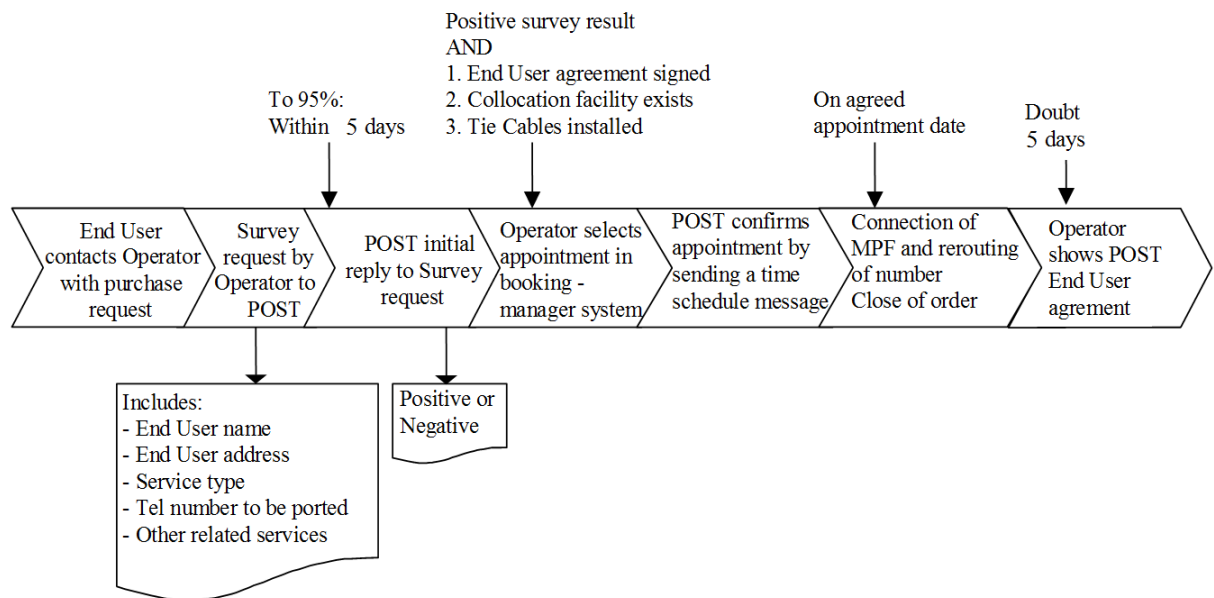 Positive survey result
AND
1. End User agreement signed
2. Collocation facility exists
3. Tie Cables installed
To 95%:
Within 5 days
On agreed
appointment date
Doubt
5 days
End User
contacts Operator
with purchase
request
Survey
request by
Operator to
POST
POST initial
reply to Survey
request
Operator selects
appointment in
booking -
manager system
POST confirms
appointment by
sending a time
schedule message
Connection of
MPF and rerouting
of number
Close of order
Operator
shows POST
End User
agrement
Includes:
- End User name
- End User address
- Service type
- Tel number to be ported
- Other related services
Positive or
Negative